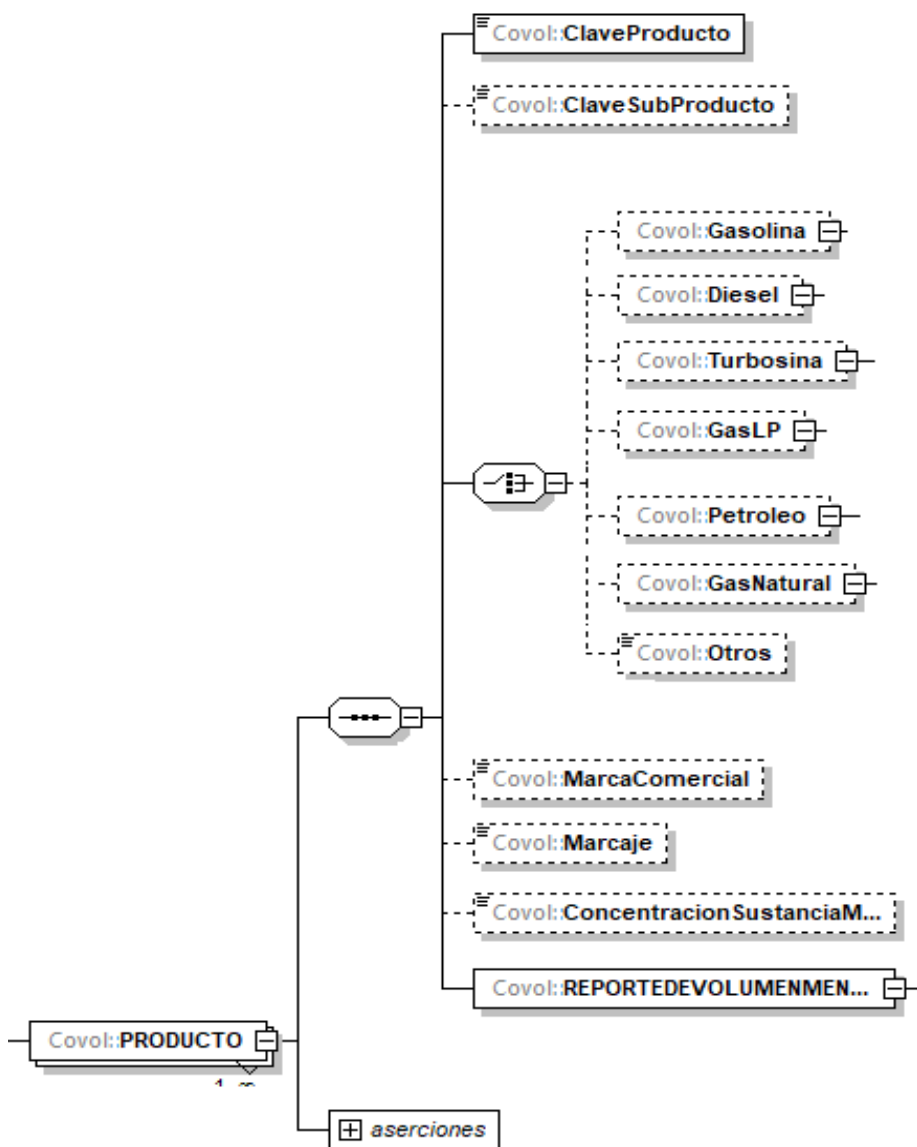 Covol::ClaveProducto
Covol::ClaveSubProducto
Covol::Gasolina
Covol::Diesel
Covol::Turbosina
Covol::GasLP
Covol::Petroleo
Covol::GasNatural
Covol::Otros
Covol::MarcaComercial
Covol::Marcaje
Covol::ConcentracionSustanciaM...
Covol::REPORTEDEVOLUMENMEN...
Covol::PRODUCTO
1..∞
aserciones